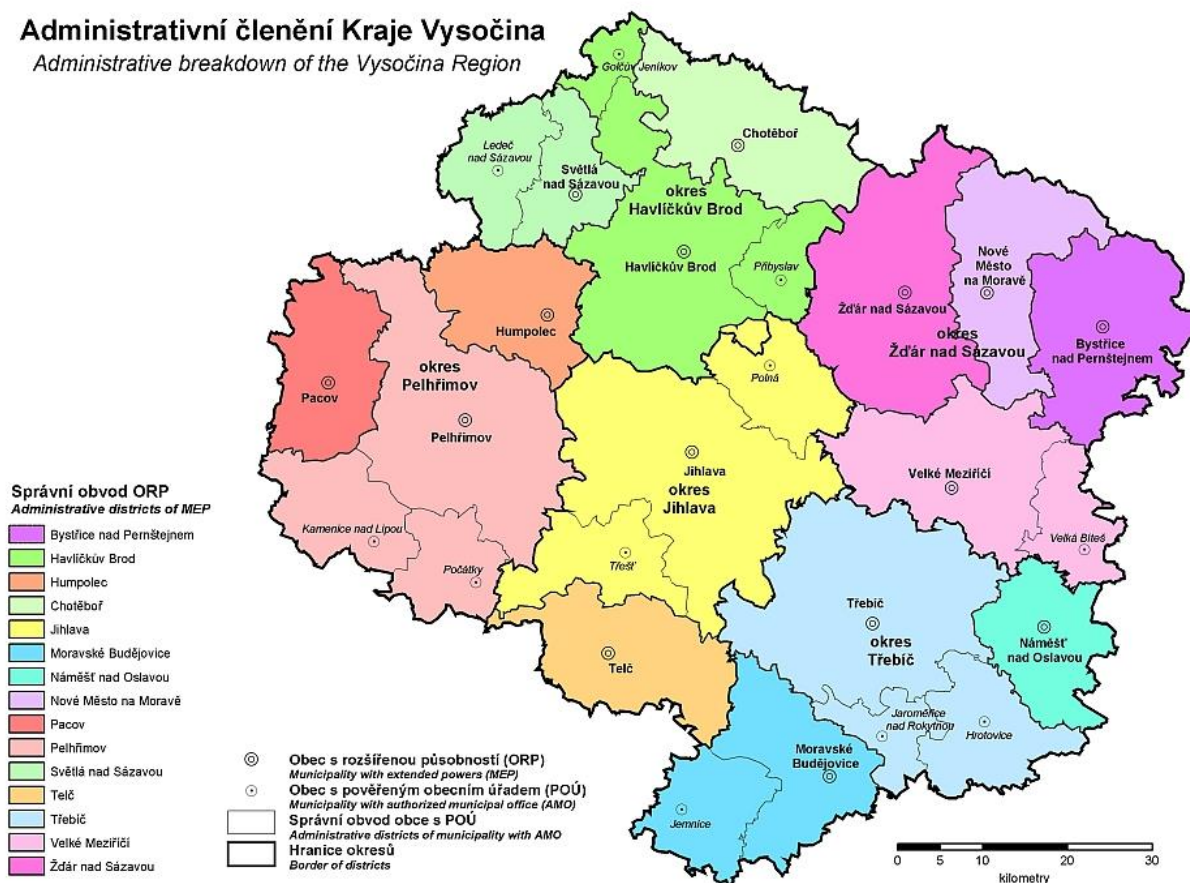 Administrativní členění Kraje Vysočina
Administrative breakdown of the Vysočina Region
Golčův Jeníkov
Chotěboř
Ledeč
nad Sázavou
Světlá
nad Sázavou
okres
Havlíčkův Brod
Havlíčkův Brod
Přibyslav
Nové
Město
na Moravě
Žďár nad Sázavou
okres
Žďár nad Sázavou
Bystřice
nad Pernštejnem
Humpolec
okres
Pelhřimov
Pacov
Pelhřimov
Polná
Jihlava
okres
Jihlava
Velké Meziříčí
Velká Bíteš
Kamenice nad Lipou
Počátky
Třešť
Třebíč
okres
Třebíč
Náměšť
nad Oslavou
Telč
Jaroměřice
nad Rokytnou
Hrotovice
Moravské
Budějovice
Jemnice
Správní obvod ORP
Administrative districts of MEP
Bystřice nad Pernštejnem
Havlíčkův Brod
Humpolec
Chotěboř
Jihlava
Moravské Budějovice
Náměšť nad Oslavou
Nové Město na Moravě
Pacov
Pelhřimov
Světlá nad Sázavou
Telč
Třebíč
Velké Meziříčí
Žďár nad Sázavou
Obec s rozšířenou působností (ORP)
Municipality with extended powers (MEP)
Obec s pověřeným obecním úřadem (POÚ)
Municipality with authorized municipal office (AMO)
Správní obvod obce s POÚ
Administrative districts of municipality with AMO
Hranice okresů
Border of districts
0 5 10 20 30
kilometry